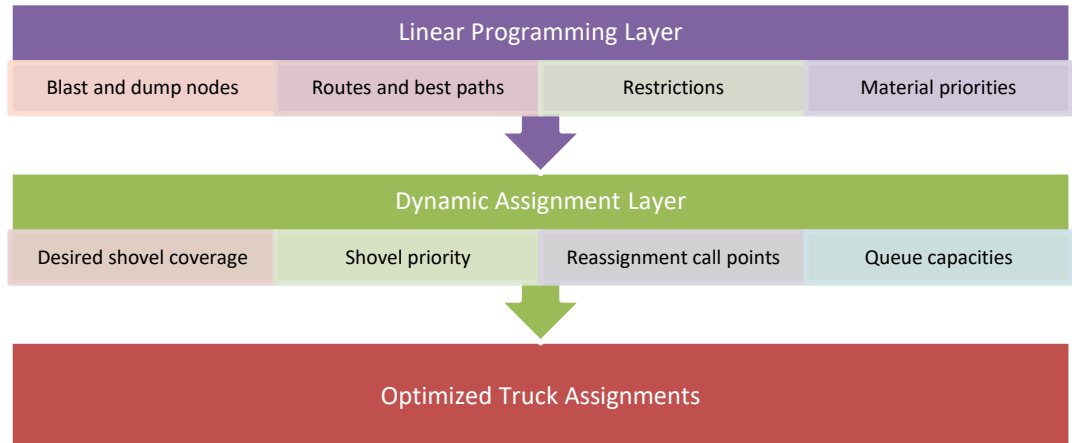 Linear Programming Layer
Blast and dump nodes
Routes and best paths
Restrictions
Material priorities
Dynamic Assignment Layer
Desired shovel coverage
Shovel priority
Reassignment call points
Queue capacities
Optimized Truck Assignments